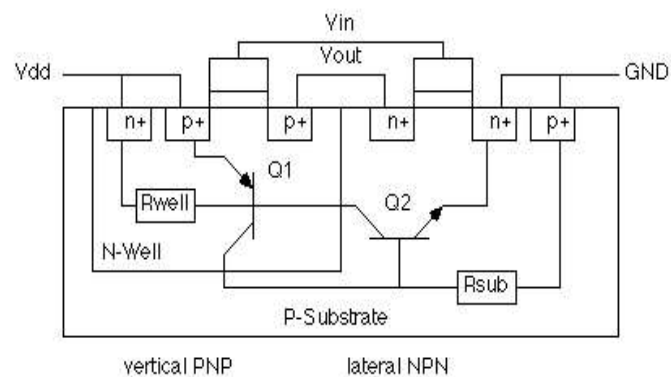 Vin
Vout
Vdd
GND
n+ p+ p+ n+ n+ p+
Q1
Rwell
Q2
N-Well
Rsub
P-Substrate
vertical PNP lateral NPN